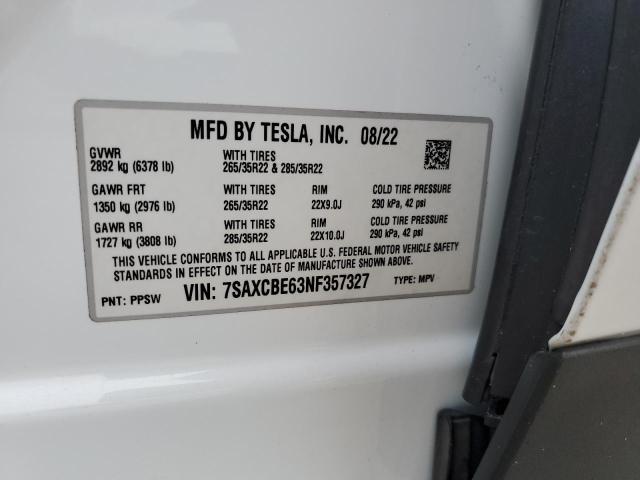 MFD BY TESLA, INC. 08/22
GVWR WITH TIRES
2892 kg (6378 lb) 265/35R22 & 285/35R22
GAWR FRT WITH TIRES RIM COLD TIRE PRESSURE
1350 kg (2976 lb) 265/35R22 22X9.0J 290 kPa, 42 psi
GAWR RR WITH TIRES RIM COLD TIRE PRESSURE
1727 kg (3808 lb) 285/35R22 22X10.0J 290 kPa, 42 psi
THIS VEHICLE CONFORMS TO ALL APPLICABLE U.S. FEDERAL MOTOR VEHICLE SAFETY
STANDARDS IN EFFECT ON THE DATE OF MANUFACTURE SHOWN ABOVE.
PNT: PPSW VIN: 7SAXCBE63NF357327 TYPE: MPV